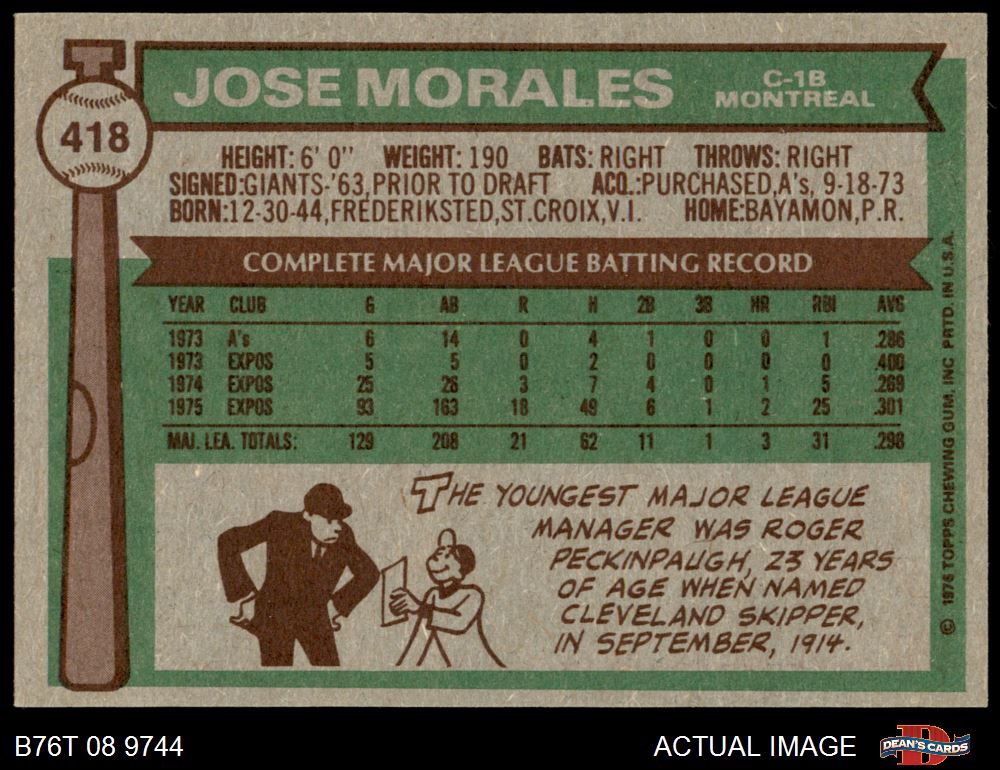 JOSE MORALES
C-1B
MONTREAL
418
HEIGHT: 6' 0" WEIGHT: 190 BATS: RIGHT THROWS: RIGHT
SIGNED:GIANTS-'63,PRIOR TO DRAFT ACQ.:PURCHASED,A's, 9-18-73
BORN:12-30-44,FREDERIKSTED,ST.CROIX,V.I. HOME:BAYAMON,P.R.
COMPLETE MAJOR LEAGUE BATTING RECORD
YEAR CLUB G AB R H 2B 3B HR RBI AVG
1973 A's 6 14 0 4 1 0 0 1 .286
1973 EXPOS 5 5 0 2 0 0 0 0 .400
1974 EXPOS 25 26 3 7 4 0 1 5 .269
1975 EXPOS 93 163 18 49 6 1 2 25 .301
MAJ. LEA. TOTALS: 129 208 21 62 11 1 3 31 .298
THE YOUNGEST MAJOR LEAGUE
MANAGER WAS ROGER
PECKINPAUGH, 23 YEARS
OF AGE WHEN NAMED
CLEVELAND SKIPPER,
IN SEPTEMBER, 1914.
© 1976 TOPPS CHEWING GUM, INC PRTD. IN U.S.A.
B76T 08 9744
ACTUAL IMAGE
DEAN'S CARDS